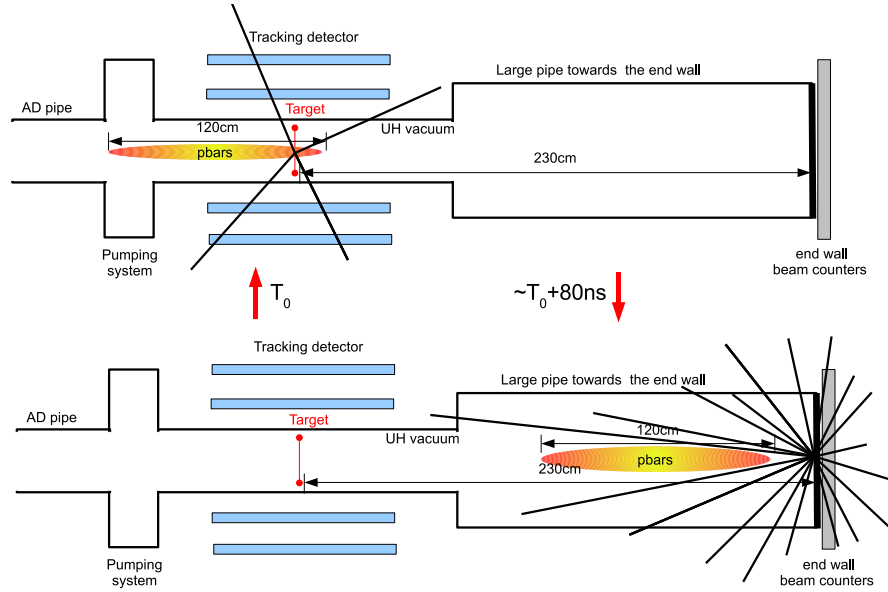 Tracking detector
Large pipe towards the end wall
AD pipe
Target
120cm
UH vacuum
pbars
230cm
Pumping
system
end wall
beam counters
T0
~T0+80ns
Tracking detector
Large pipe towards the end wall
AD pipe
Target
UH vacuum
120cm
pbars
230cm
Pumping
system
end wall
beam counters